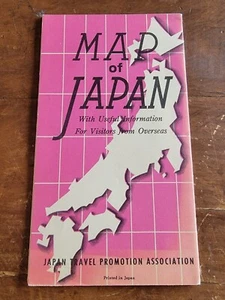 MAP
of
JAPAN
With Useful Information
For Visitors from Overseas
JAPAN TRAVEL PROMOTION ASSOCIATION
Printed in Japan